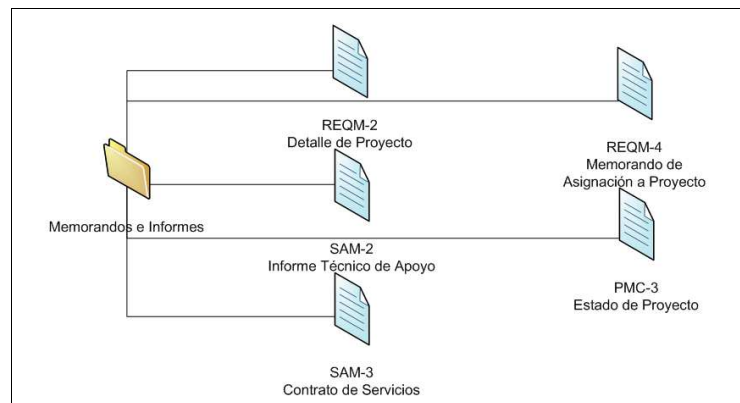 REQM-2
Detalle de Proyecto
REQM-4
Memorando de
Asignación a Proyecto
Memorandos e Informes
SAM-2
Informe Técnico de Apoyo
PMC-3
Estado de Proyecto
SAM-3
Contrato de Servicios